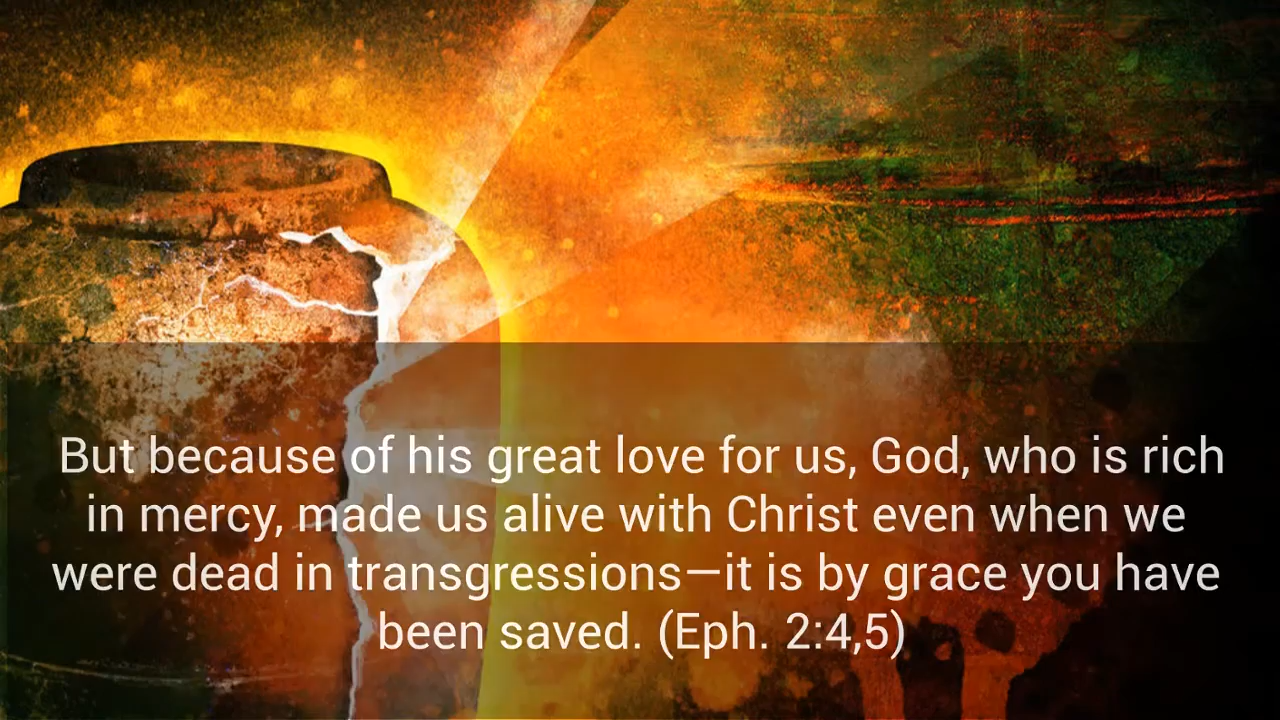 But because of his great love for us, God, who is rich
in mercy, made us alive with Christ even when we
were dead in transgressions—it is by grace you have
been saved. (Eph. 2:4,5)